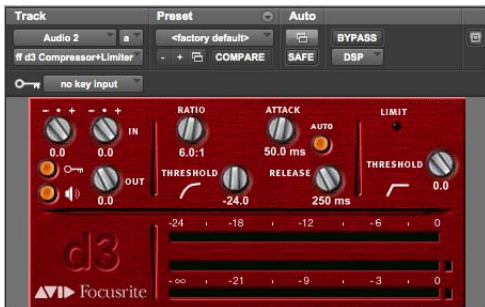 Track Preset Auto
Audio 2 a <factory default> BYPASS
ff d3 Compressor+Limiter - + COMPARE SAFE DSP
no key input
- • + - • + RATIO ATTACK LIMIT
IN AUTO
0.0 0.0 6.0:1 50.0 ms
THRESHOLD RELEASE THRESHOLD
OUT 0.0
0.0 -24.0 250 ms
-24 -18 -12 -6 0
d3
-∞ -21 -9 -3 0
AVID Focusrite